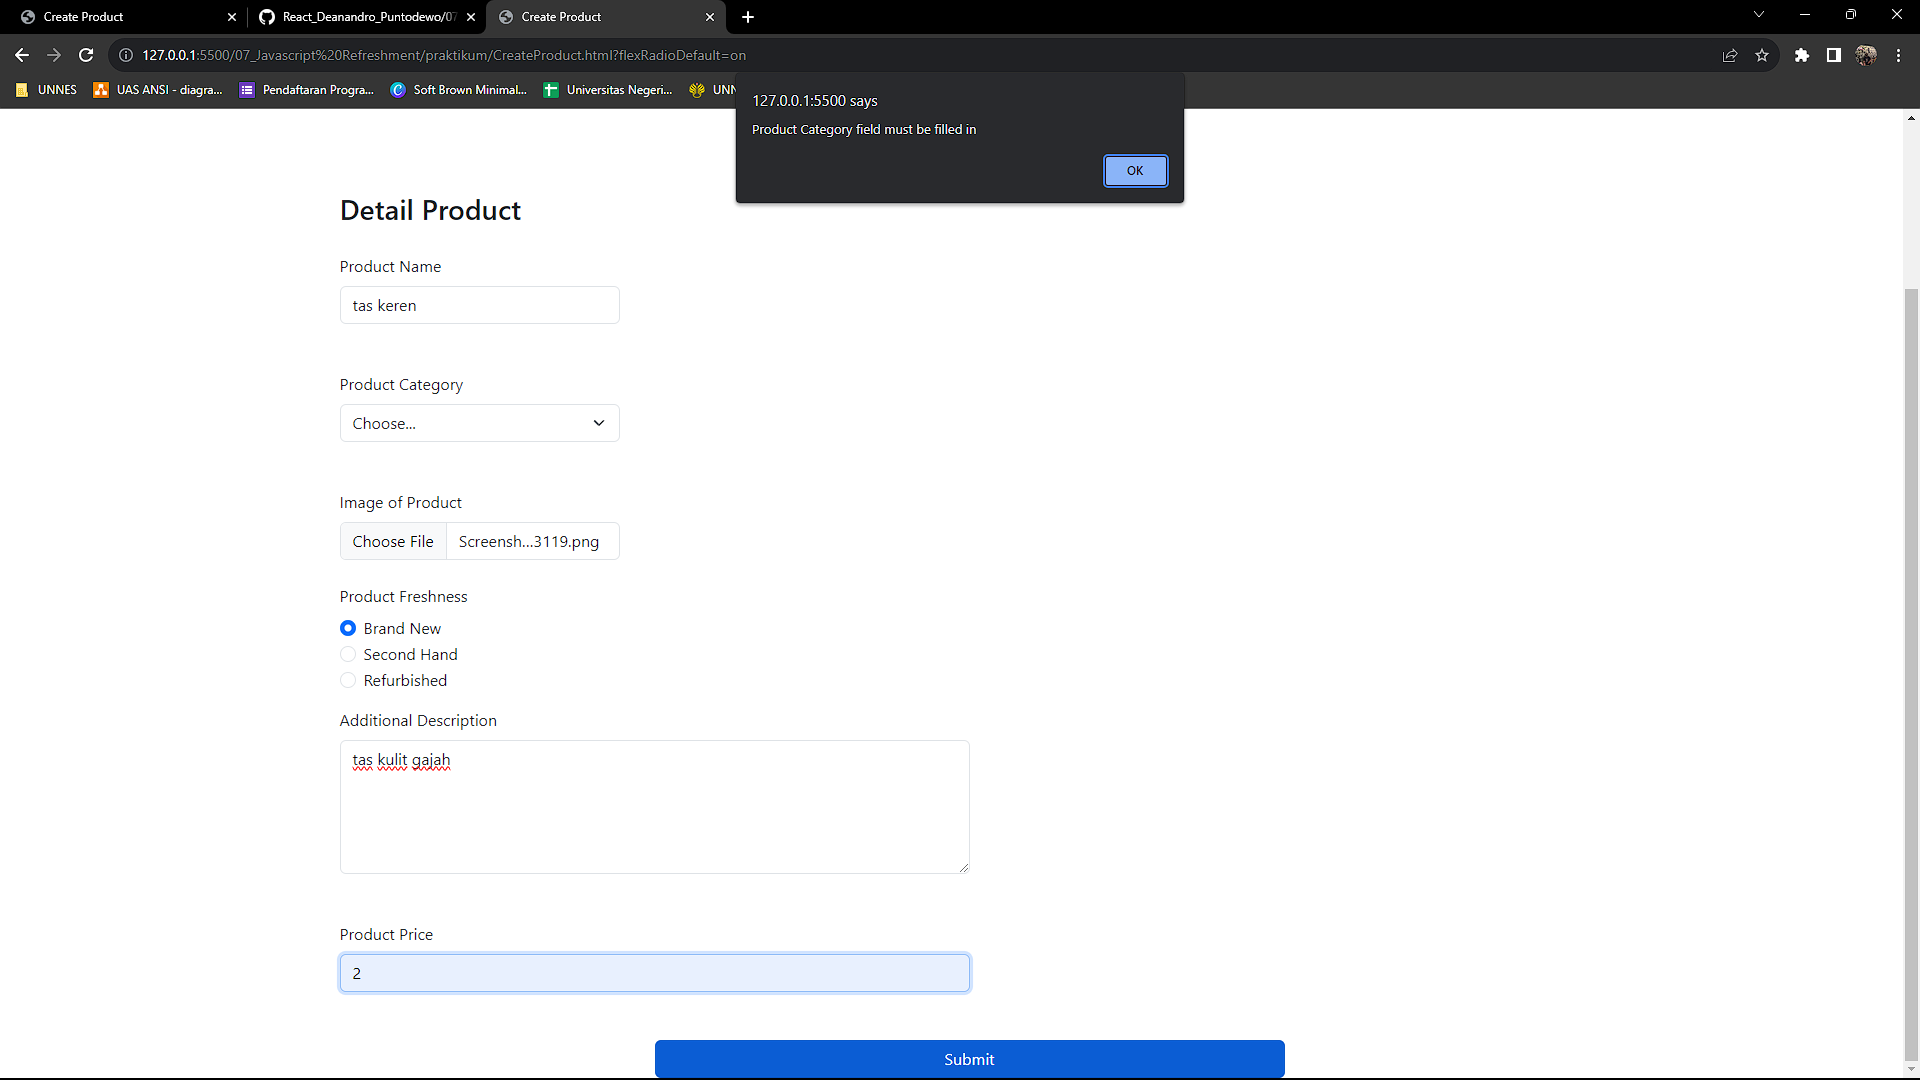 Create Product
React_Deanandro_Puntodewo/07
Create Product
127.0.0.1:5500/07_Javascript%20Refreshment/praktikum/CreateProduct.html?flexRadioDefault=on
UNNES
UAS ANSI - diagra...
Pendaftaran Progra...
Soft Brown Minimal...
Universitas Negeri...
UNN
127.0.0.1:5500 says
Product Category field must be filled in
OK
Detail Product
Product Name
tas keren
Product Category
Choose...
Image of Product
Choose File
Screensh...3119.png
Product Freshness
Brand New
Second Hand
Refurbished
Additional Description
tas kulit gajah
Product Price
2
Submit